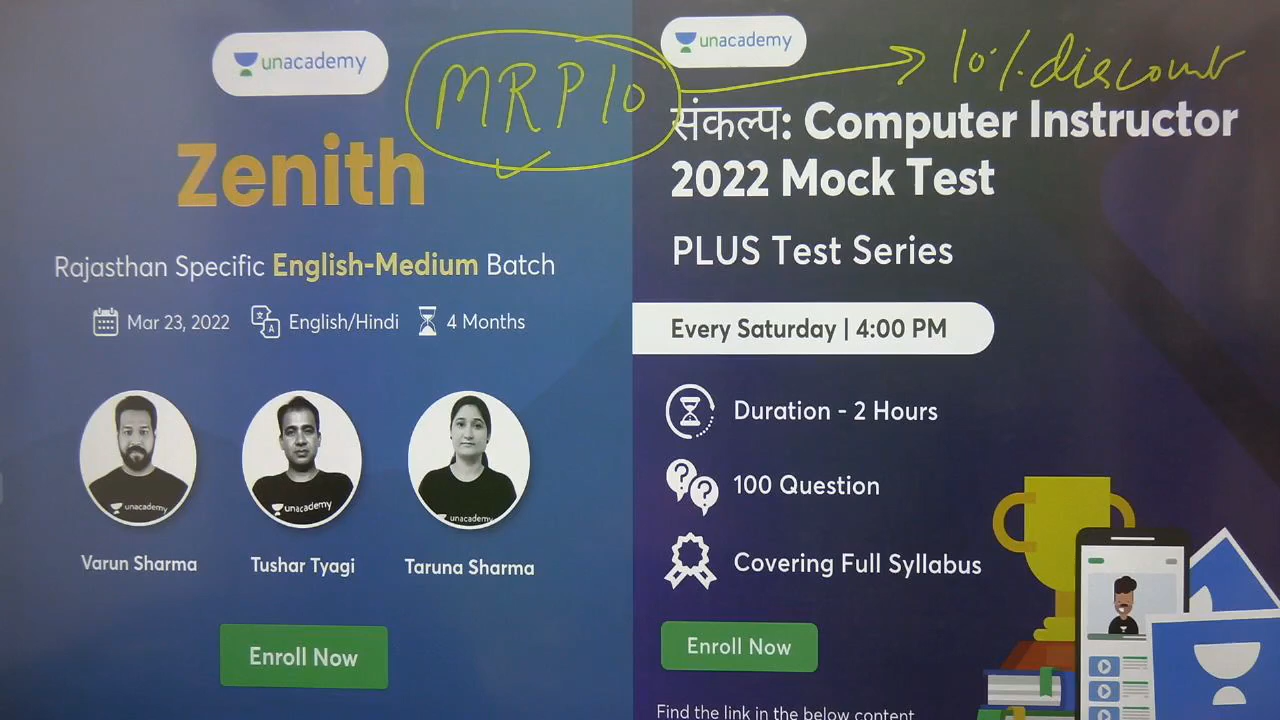 unacademy
MRP10
Zenith
Rajasthan Specific English-Medium Batch
Mar 23, 2022 English/Hindi 4 Months
unacademy
unacademy
unacademy
Varun Sharma
Tushar Tyagi
Taruna Sharma
Enroll Now
unacademy
10% discount
संकल्प: Computer Instructor
2022 Mock Test
PLUS Test Series
Every Saturday | 4:00 PM
Duration - 2 Hours
100 Question
Covering Full Syllabus
Enroll Now
Find the link in the below content